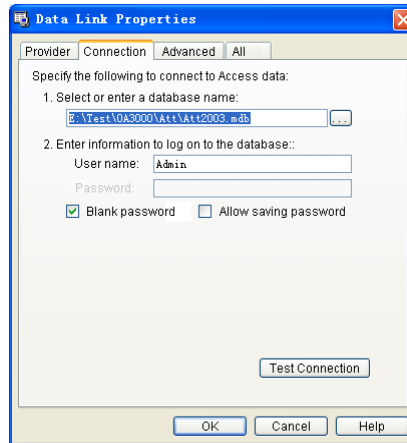 Data Link Properties
Provider Connection Advanced All
Specify the following to connect to Access data:
1. Select or enter a database name:
E:\Test\OA3000\Att\Att2003.mdb ...
2. Enter information to log on to the database::
User name: Admin
Password:
Blank password Allow saving password
Test Connection
OK Cancel Help